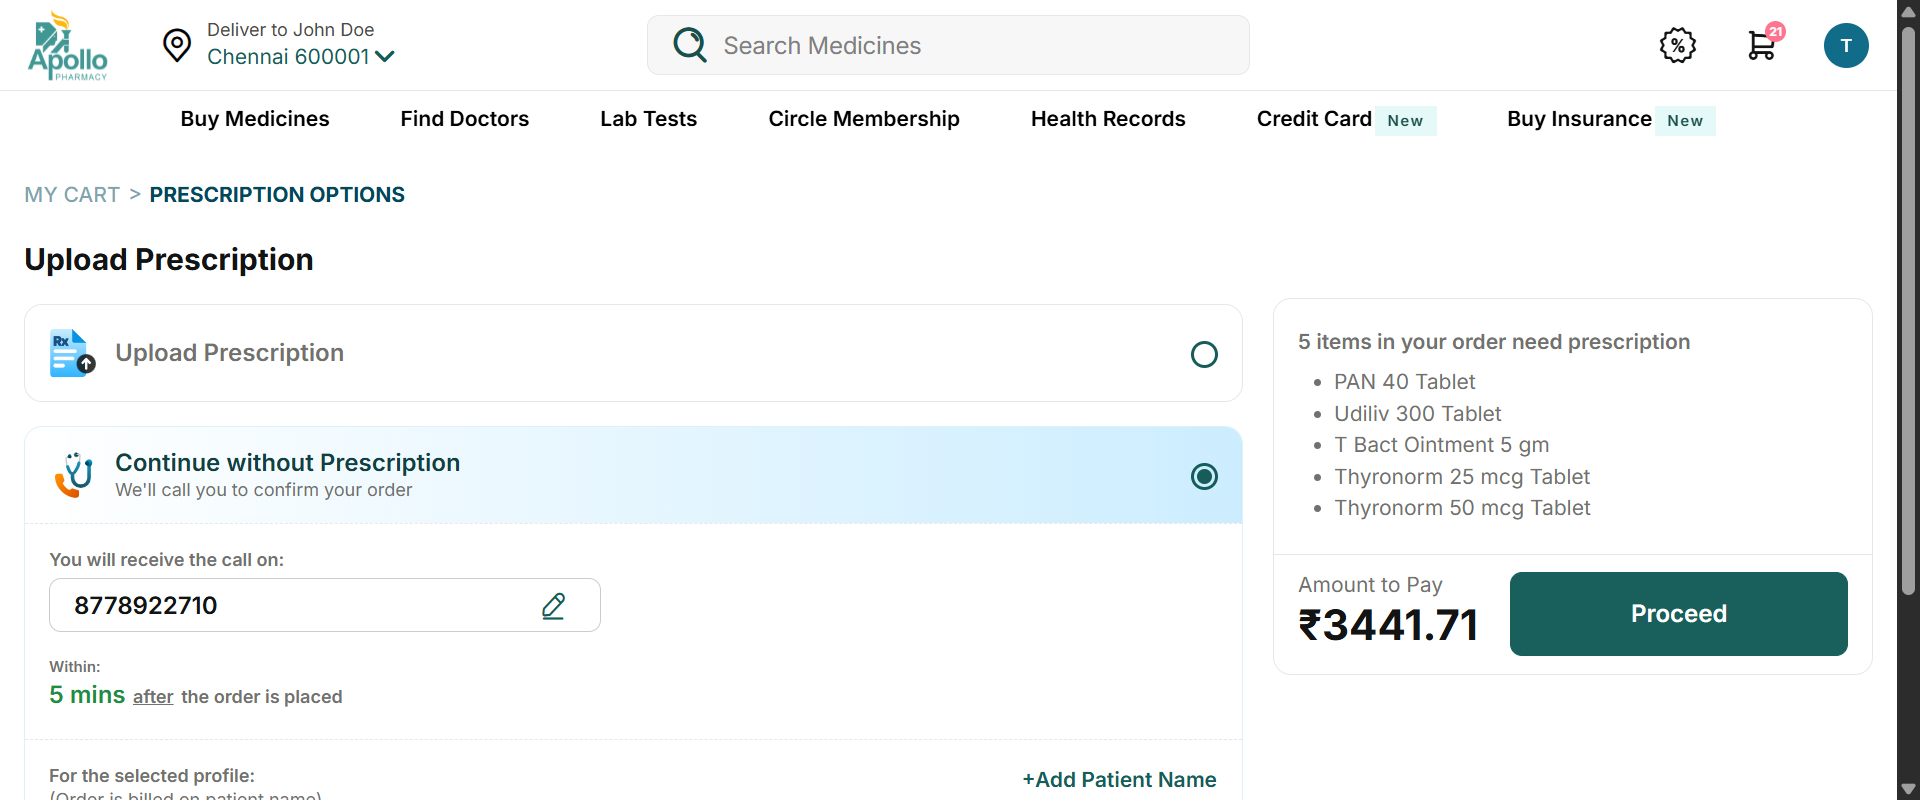 Apollo
PHARMACY
Deliver to John Doe
Chennai 600001
Search Medicines
%
21
T
Buy Medicines
Find Doctors
Lab Tests
Circle Membership
Health Records
Credit Card New
Buy Insurance New
MY CART > PRESCRIPTION OPTIONS
Upload Prescription
Rx
Upload Prescription
Continue without Prescription
We'll call you to confirm your order
You will receive the call on:
8778922710
Within:
5 mins after the order is placed
For the selected profile:
(Order is billed on patient name)
+Add Patient Name
5 items in your order need prescription
• PAN 40 Tablet
• Udiliv 300 Tablet
• T Bact Ointment 5 gm
• Thyronorm 25 mcg Tablet
• Thyronorm 50 mcg Tablet
Amount to Pay
₹3441.71
Proceed